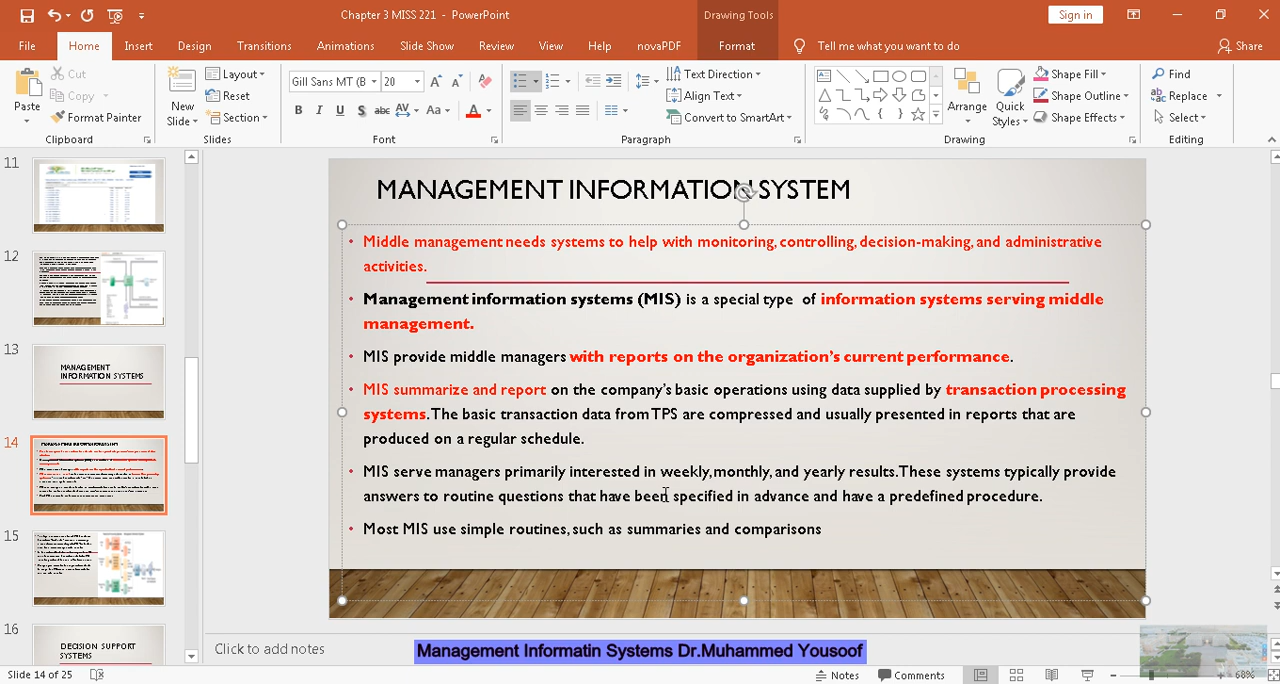 Chapter 3 MISS 221 - PowerPoint
Drawing Tools
Sign in
File Home Insert Design Transitions Animations Slide Show Review View Help novaPDF Format Tell me what you want to do Share
Paste
Cut
Copy
Format Painter
Clipboard
New Slide
Layout
Reset
Section
Slides
Gill Sans MT (B 20
Font
Text Direction
Align Text
Convert to SmartArt
Paragraph
Arrange
Quick Styles
Shape Fill
Shape Outline
Shape Effects
Drawing
Find
Replace
Select
Editing
11
12
13
MANAGEMENT
INFORMATION SYSTEMS
14
15
16
DECISION SUPPORT
SYSTEMS
MANAGEMENT INFORMATION SYSTEM
• Middle management needs systems to help with monitoring, controlling, decision-making, and administrative
activities.
• Management information systems (MIS) is a special type of information systems serving middle
management.
• MIS provide middle managers with reports on the organization's current performance.
• MIS summarize and report on the company's basic operations using data supplied by transaction processing
systems. The basic transaction data from TPS are compressed and usually presented in reports that are
produced on a regular schedule.
• MIS serve managers primarily interested in weekly, monthly, and yearly results. These systems typically provide
answers to routine questions that have been specified in advance and have a predefined procedure.
• Most MIS use simple routines, such as summaries and comparisons
Click to add notes
Management Informatin Systems Dr.Muhammed Yousoof
Slide 14 of 25
Notes
Comments
68%